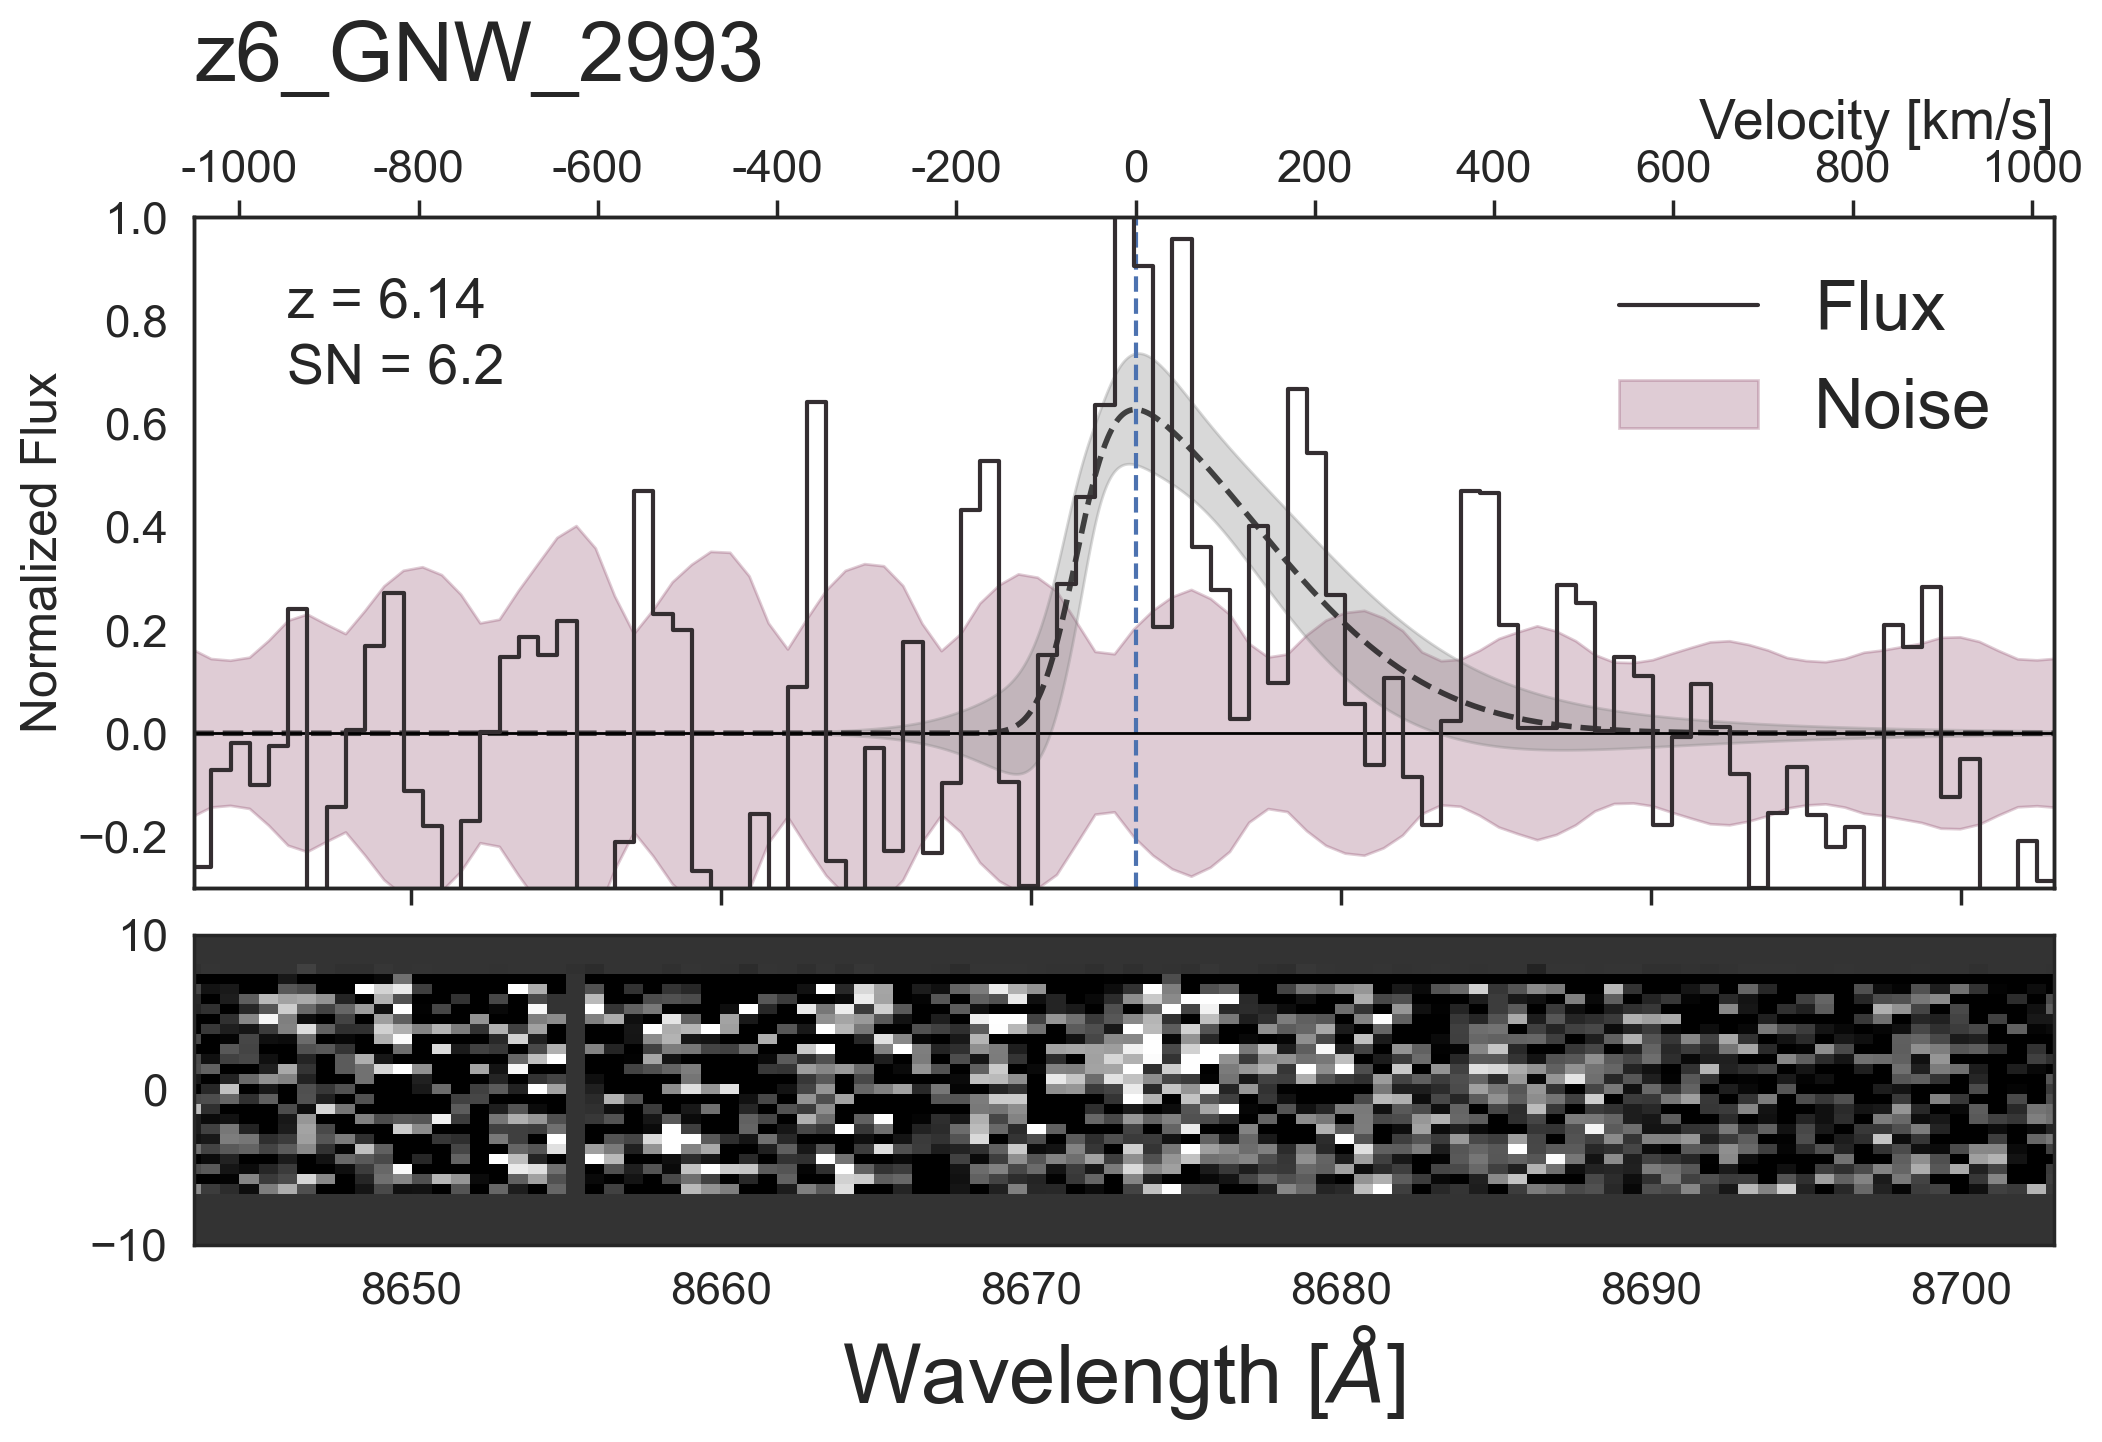 z6_GNW_2993
Velocity [km/s]
-1000 -800 -600 -400 -200 0 200 400 600 800 1000
1.0
0.8
0.6
0.4
0.2
0.0
−0.2
Normalized Flux
z = 6.14
SN = 6.2
Flux
Noise
10
0
−10
8650 8660 8670 8680 8690 8700
Wavelength [Å]